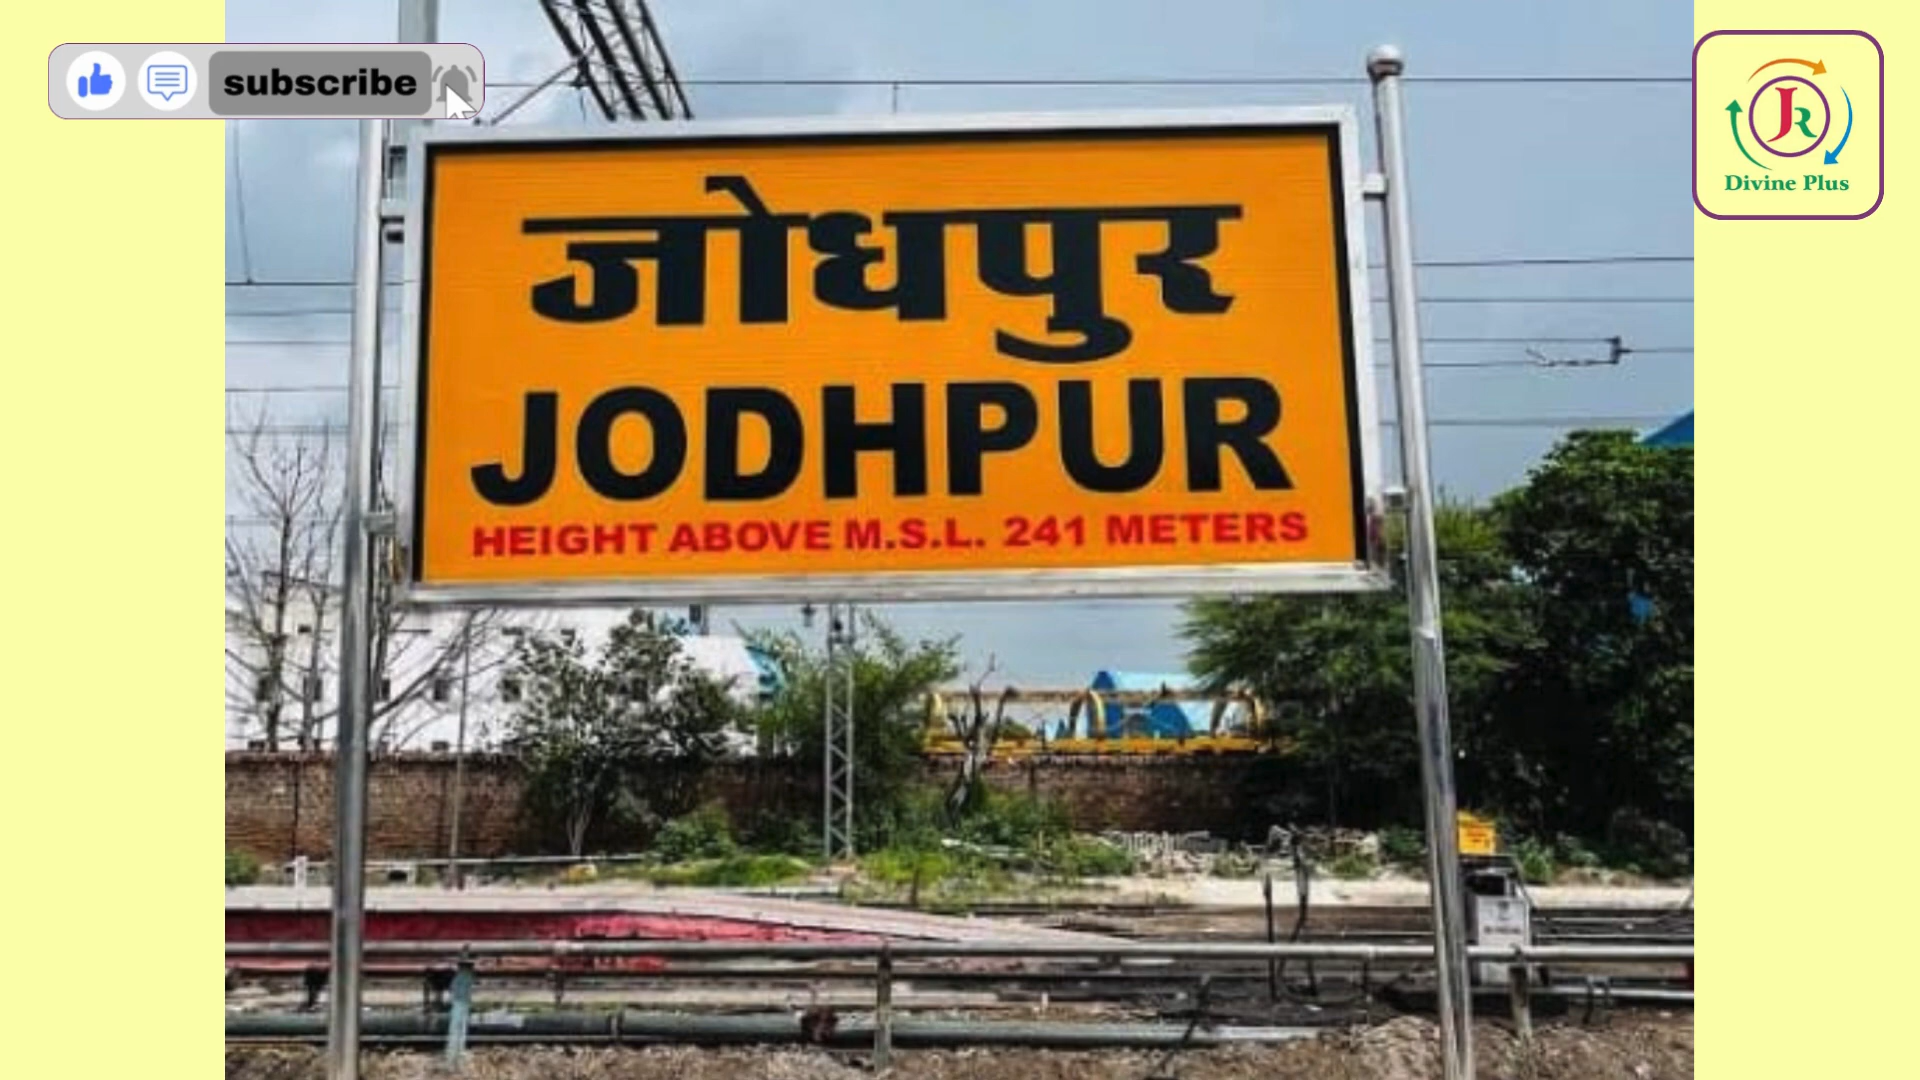 subscribe
JR
Divine Plus
जोधपुर
JODHPUR
HEIGHT ABOVE M.S.L. 241 METERS